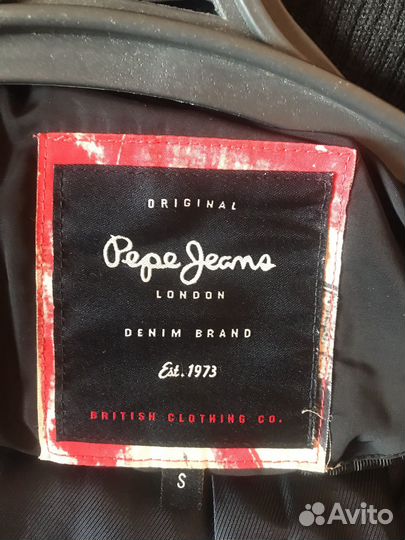 ORIGINAL
Pepe Jeans
LONDON
DENIM BRAND
Est. 1973
BRITISH CLOTHING CO.
S
Avito